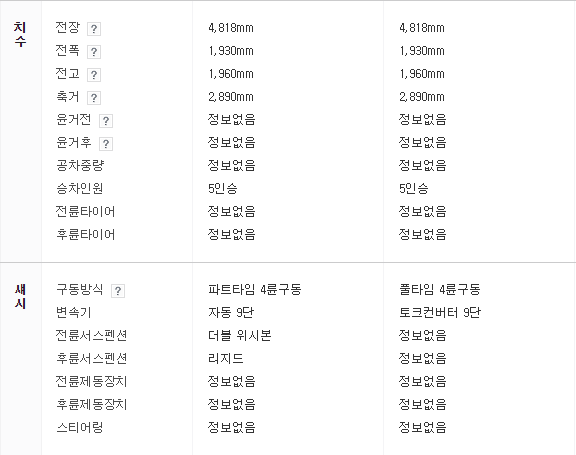 치수
전장 ? 4,818mm 4,818mm
전폭 ? 1,930mm 1,930mm
전고 ? 1,960mm 1,960mm
축거 ? 2,890mm 2,890mm
윤거전 ? 정보없음 정보없음
윤거후 ? 정보없음 정보없음
공차중량 정보없음 정보없음
승차인원 5인승 5인승
전륜타이어 정보없음 정보없음
후륜타이어 정보없음 정보없음
섀시
구동방식 ? 파트타임 4륜구동 풀타임 4륜구동
변속기 자동 9단 토크컨버터 9단
전륜서스펜션 더블 위시본 정보없음
후륜서스펜션 리지드 정보없음
전륜제동장치 정보없음 정보없음
후륜제동장치 정보없음 정보없음
스티어링 정보없음 정보없음